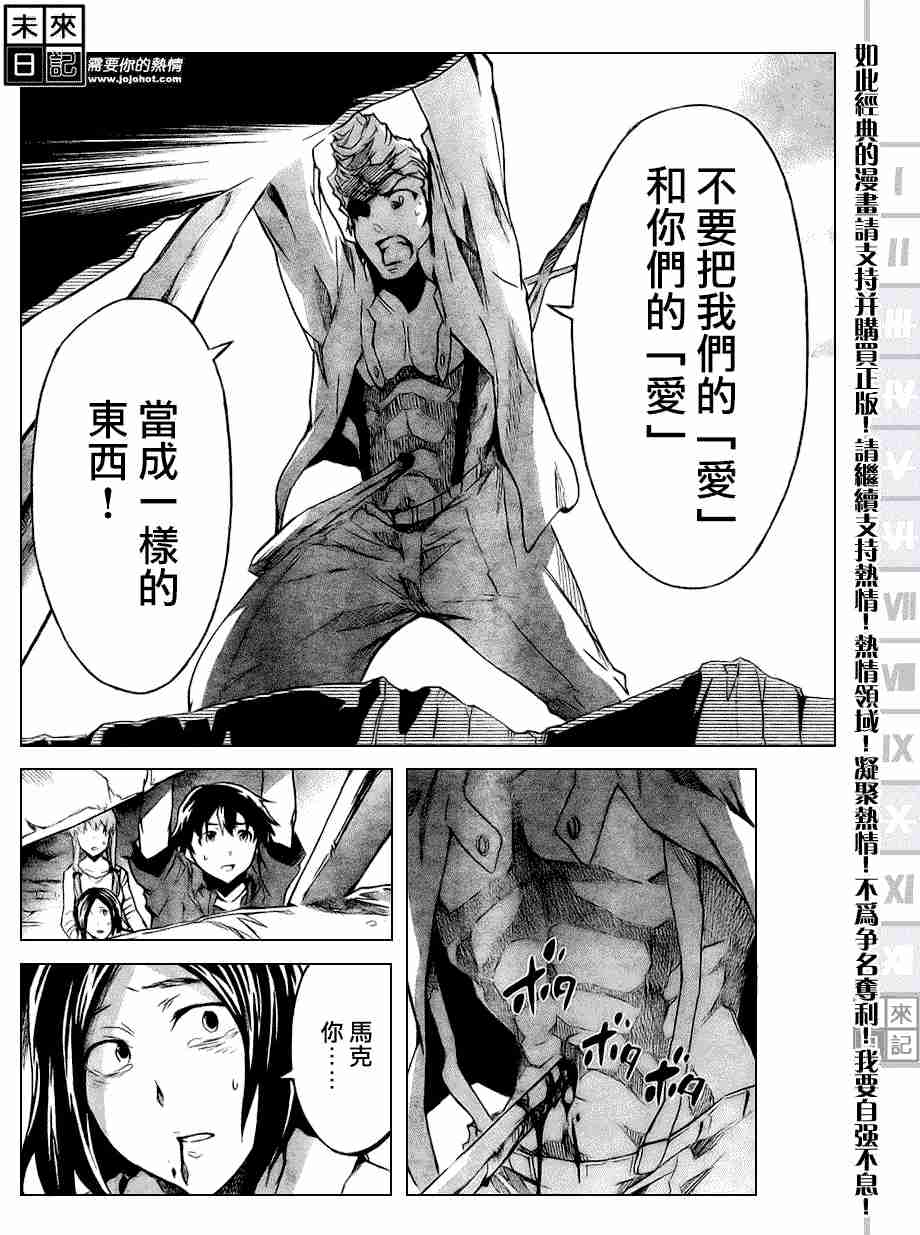 未來
日記
需要你的熱情
www.jojohot.com
不要把我們的「愛」
和你們的「愛」
當成一樣的
東西！
馬克
你……
ボタ
ボタ
ボタ
如此經典的漫畫請支持并購買正版！請繼續支持熱情！熱情領域！凝聚熱情！不爲争名奪利！我要自强不息！
I
II
III
IV
V
VI
VII
VIII
IX
X
XI
XII
來
記